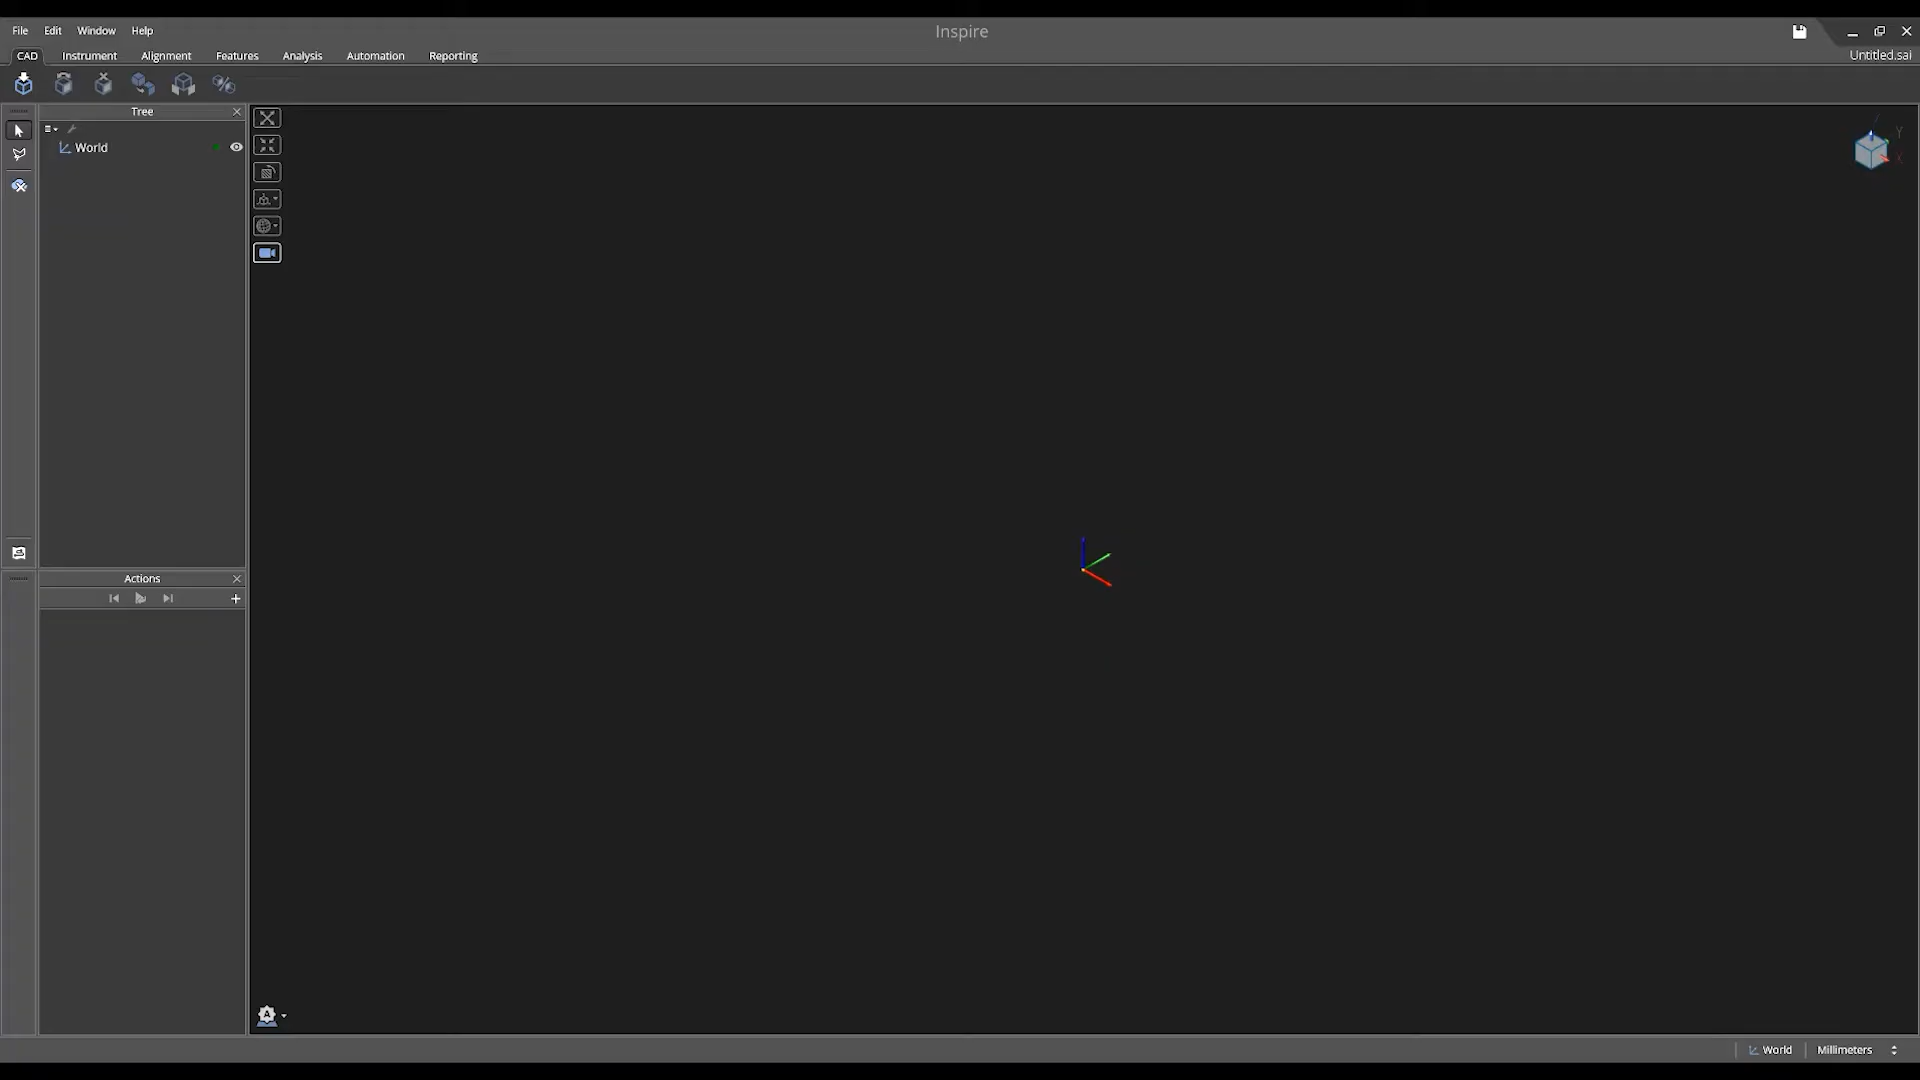 File Edit Window Help
Inspire
CAD Instrument Alignment Features Analysis Automation Reporting
Untitled.sai
Tree
World
Y
X
Actions
A
World Millimeters